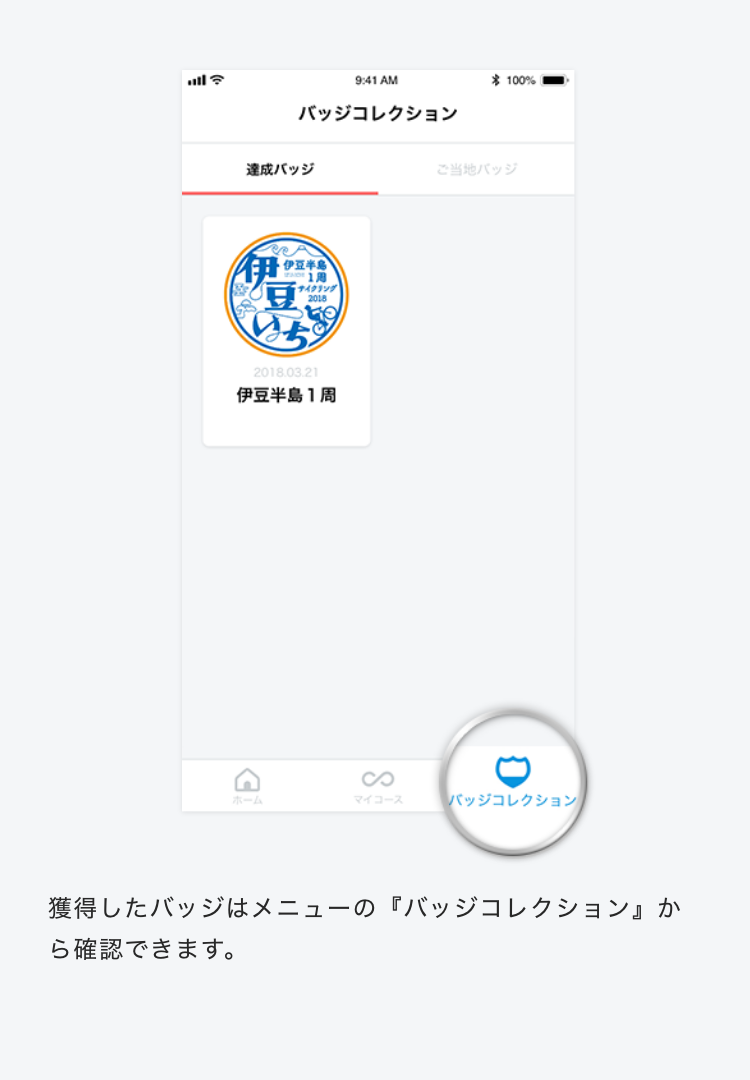 9:41 AM 100%
バッジコレクション
達成バッジ ご当地バッジ
伊豆いち
伊豆半島
1周
サイクリング
2018
2018.03.21
伊豆半島1周
ホーム マイコース バッジコレクション
獲得したバッジはメニューの『バッジコレクション』か
ら確認できます。